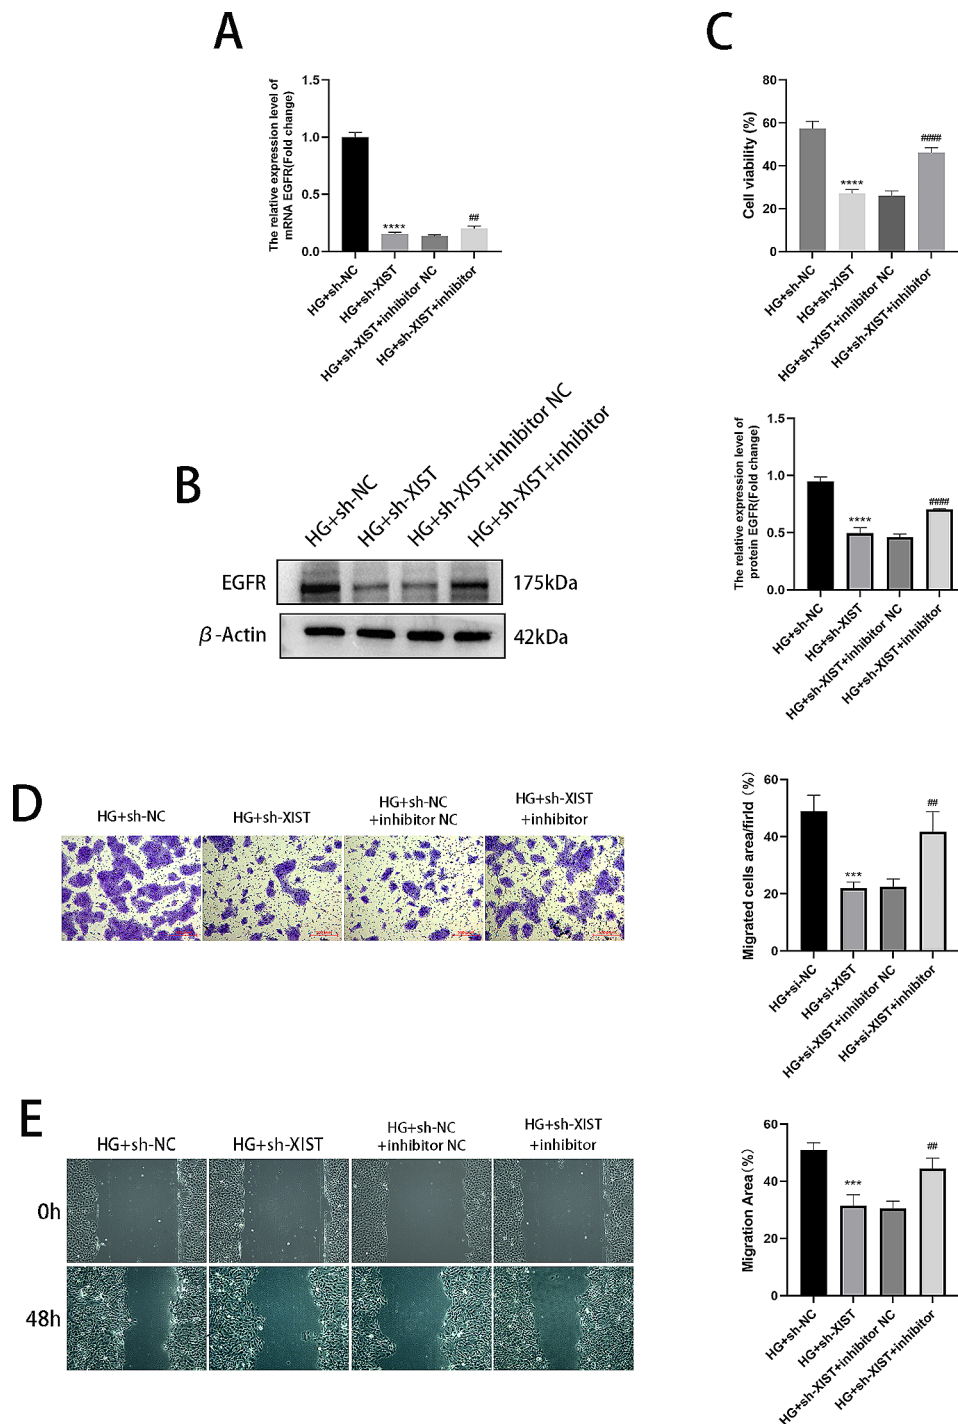 A
The relative expression level of
mRNA EGFR(Fold change)
1.5
1.0
0.5
0.0
****
##
HG+sh-NC
HG+sh-XIST
HG+sh-XIST+inhibitor NC
HG+sh-XIST+inhibitor
C
Cell viability (%)
80
60
40
20
0
****
####
HG+sh-NC
HG+sh-XIST
HG+sh-XIST+inhibitor NC
HG+sh-XIST+inhibitor
B
HG+sh-NC
HG+sh-XIST
HG+sh-XIST+inhibitor NC
HG+sh-XIST+inhibitor
EGFR
175kDa
β-Actin
42kDa
The relative expression level of
protein EGFR(Fold change)
1.5
1.0
0.5
0.0
****
####
HG+sh-NC
HG+sh-XIST
HG+sh-XIST+inhibitor NC
HG+sh-XIST+inhibitor
D
HG+sh-NC
HG+sh-XIST
HG+sh-NC
+inhibitor NC
HG+sh-XIST
+inhibitor
Migrated cells area/firld (%)
60
40
20
0
***
##
HG+si-NC
HG+si-XIST
HG+si-XIST+inhibitor NC
HG+si-XIST+inhibitor
E
HG+sh-NC
HG+sh-XIST
HG+sh-NC
+inhibitor NC
HG+sh-XIST
+inhibitor
0h
48h
Migration Area(%)
60
40
20
0
***
##
HG+sh-NC
HG+sh-XIST
HG+sh-XIST+inhibitor NC
HG+sh-XIST+inhibitor